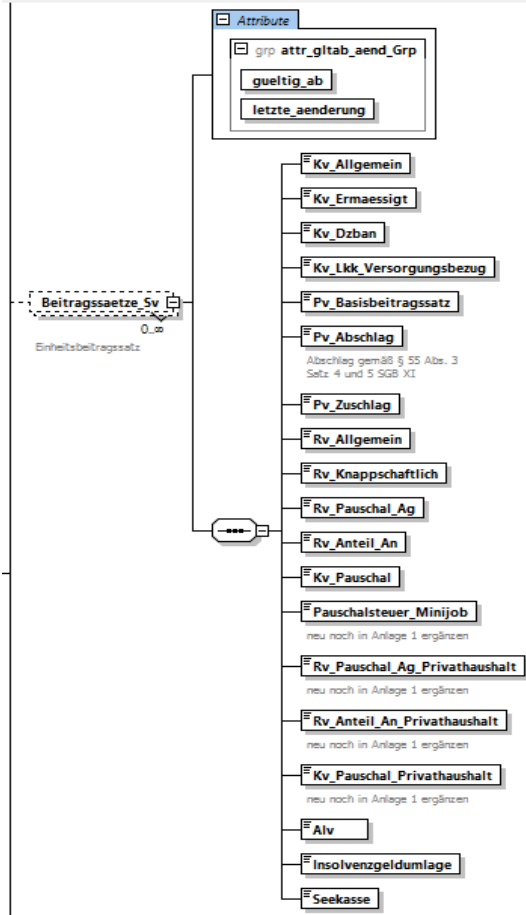 Attribute
grp attr_gltab_aend_Grp
gueltig_ab
letzte_aenderung
Beitragssaetze_Sv
0..∞
Einheitsbeitragssatz
Kv_Allgemein
Kv_Ermaessigt
Kv_Dzban
Kv_Lkk_Versorgungsbezug
Pv_Basisbeitragssatz
Pv_Abschlag
Abschlag gemäß § 55 Abs. 3
Satz 4 und 5 SGB XI
Pv_Zuschlag
Rv_Allgemein
Rv_Knappschaftlich
Rv_Pauschal_Ag
Rv_Anteil_An
Kv_Pauschal
Pauschalsteuer_Minijob
neu noch in Anlage 1 ergänzen
Rv_Pauschal_Ag_Privathaushalt
neu noch in Anlage 1 ergänzen
Rv_Anteil_An_Privathaushalt
neu noch in Anlage 1 ergänzen
Kv_Pauschal_Privathaushalt
neu noch in Anlage 1 ergänzen
Alv
Insolvenzgeldumlage
Seekasse